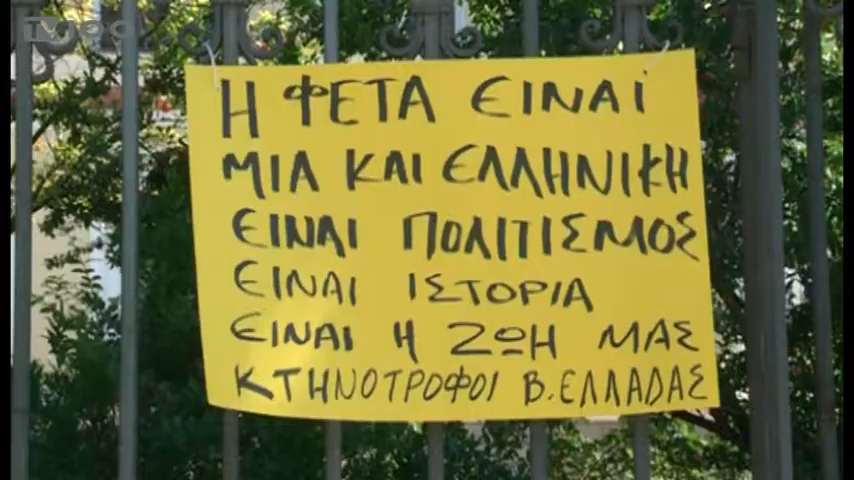 Η ΦΕΤΑ ΕΙΝΑΙ
ΜΙΑ ΚΑΙ ΕΛΛΗΝΙΚΗ
ΕΙΝΑΙ ΠΟΛΙΤΙΣΜΟΣ
ΕΙΝΑΙ ΙΣΤΟΡΙΑ
ΕΙΝΑΙ Η ΖΩΗ ΜΑΣ
ΚΤΗΝΟΤΡΟΦΟΙ Β. ΕΛΛΑΔΑΣ